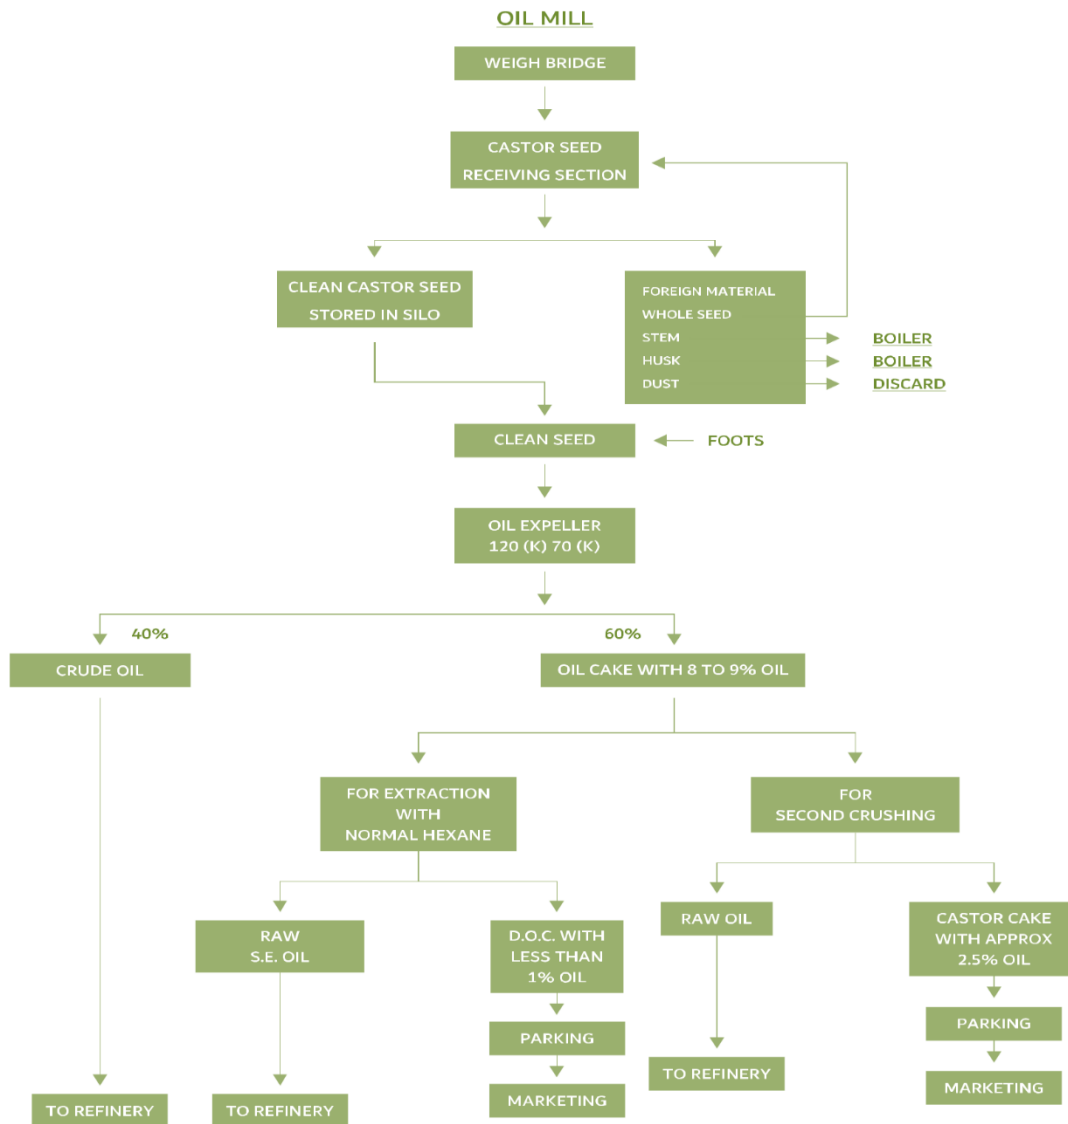 OIL MILL
WEIGH BRIDGE
CASTOR SEED
RECEIVING SECTION
CLEAN CASTOR SEED
STORED IN SILO
FOREIGN MATERIAL
WHOLE SEED
STEM
BOILER
HUSK
BOILER
DUST
DISCARD
CLEAN SEED
FOOTS
OIL EXPELLER
120 (K) 70 (K)
40%
60%
CRUDE OIL
OIL CAKE WITH 8 TO 9% OIL
FOR EXTRACTION
WITH
NORMAL HEXANE
FOR
SECOND CRUSHING
RAW
S.E. OIL
D.O.C. WITH
LESS THAN
1% OIL
RAW OIL
CASTOR CAKE
WITH APPROX
2.5% OIL
PARKING
PARKING
TO REFINERY
MARKETING
TO REFINERY
TO REFINERY
MARKETING